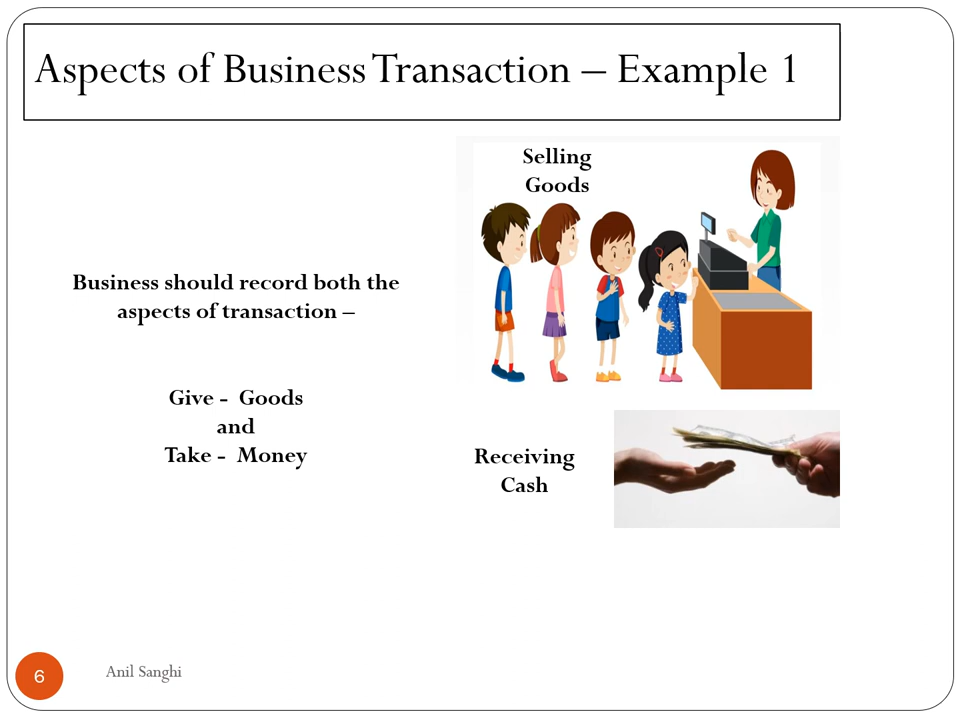 Aspects of Business Transaction – Example 1
Selling
Goods
Business should record both the
aspects of transaction –
Give - Goods
and
Take - Money
Receiving
Cash
6
Anil Sanghi